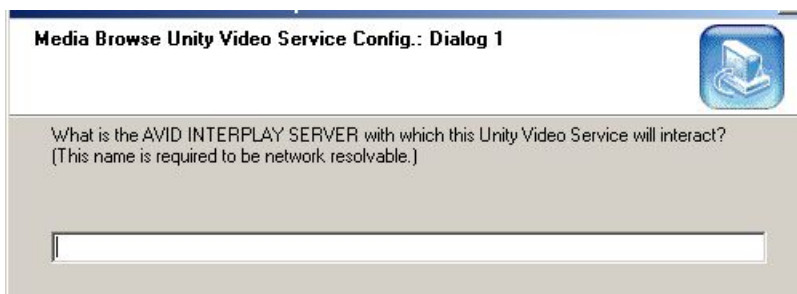 Media Browse Unity Video Service Config.: Dialog 1
What is the AVID INTERPLAY SERVER with which this Unity Video Service will interact?
(This name is required to be network resolvable.)